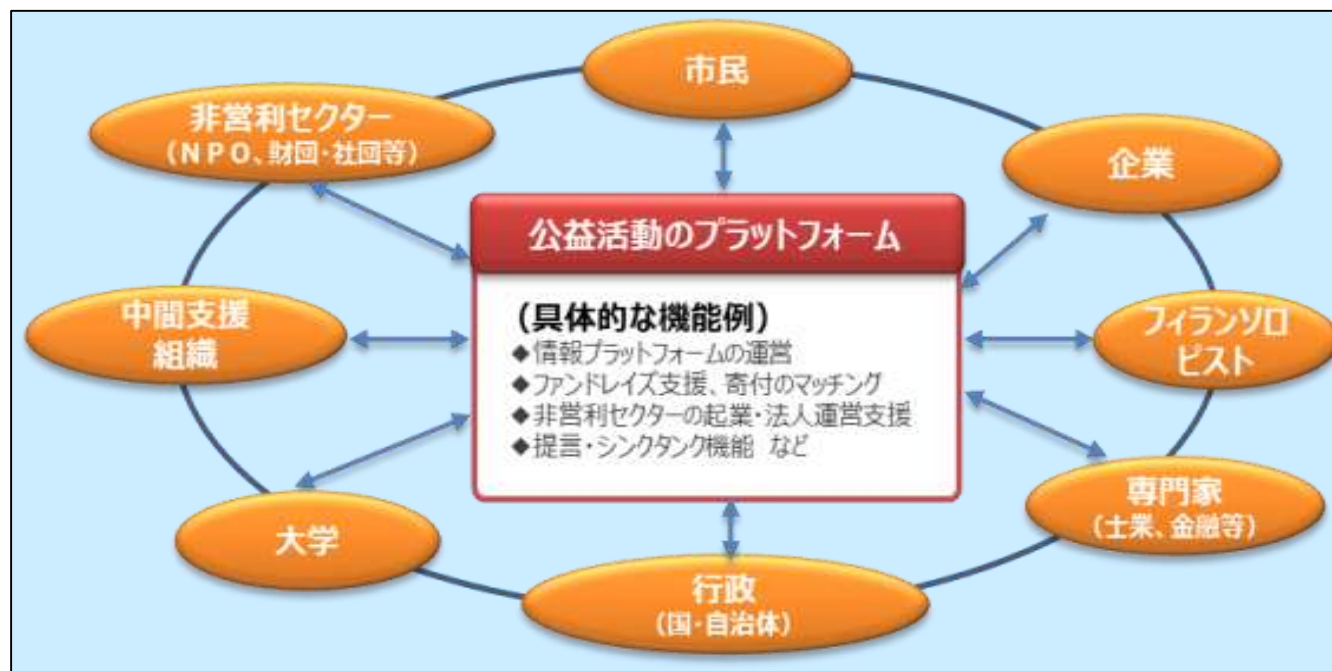 市民
非営利セクター
（ＮＰＯ、財団・社団等）
企業
公益活動のプラットフォーム
（具体的な機能例）
◆情報プラットフォームの運営
◆ファンドレイズ支援、寄付のマッチング
◆非営利セクターの起業・法人運営支援
◆提言・シンクタンク機能 など
中間支援
組織
フィランソロ
ピスト
大学
専門家
（士業、金融等）
行政
（国・自治体）